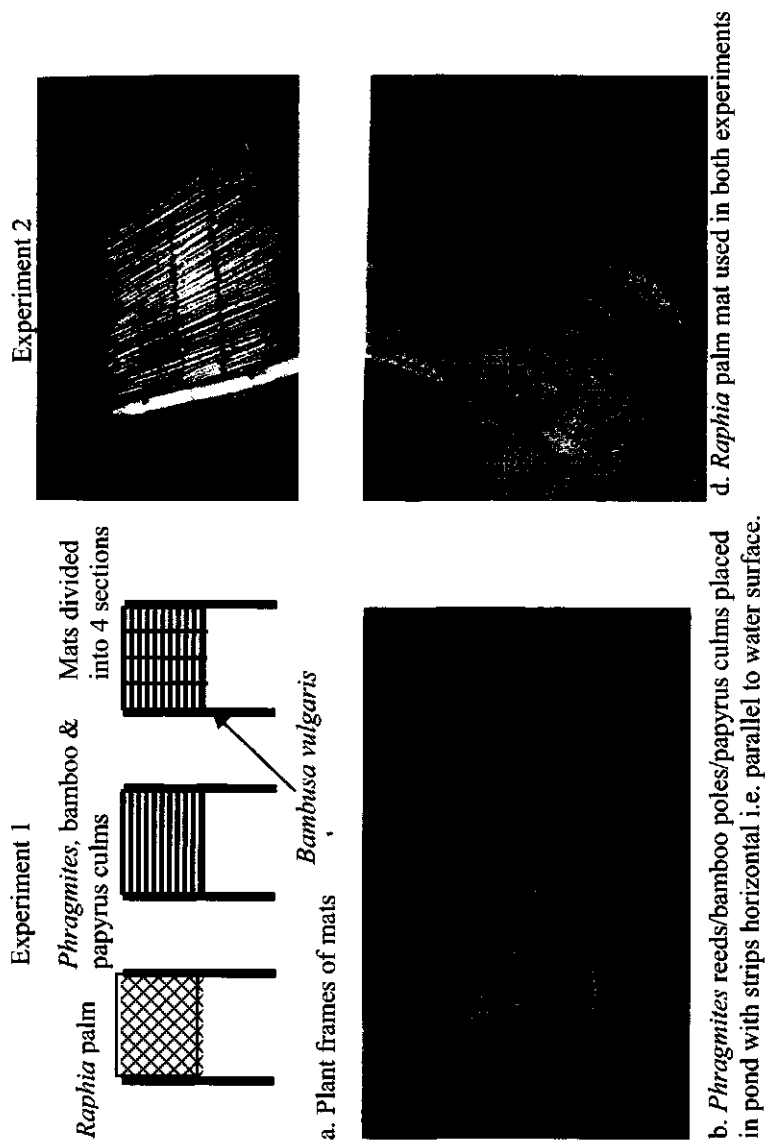 Experiment 1
Raphia palm
Phragmites, bamboo &
papyrus culms
Mats divided
into 4 sections
Bambusa vulgaris
a. Plant frames of mats
b. Phragmites reeds/bamboo poles/papyrus culms placed
in pond with strips horizontal i.e. parallel to water surface.
Experiment 2
d. Raphia palm mat used in both experiments